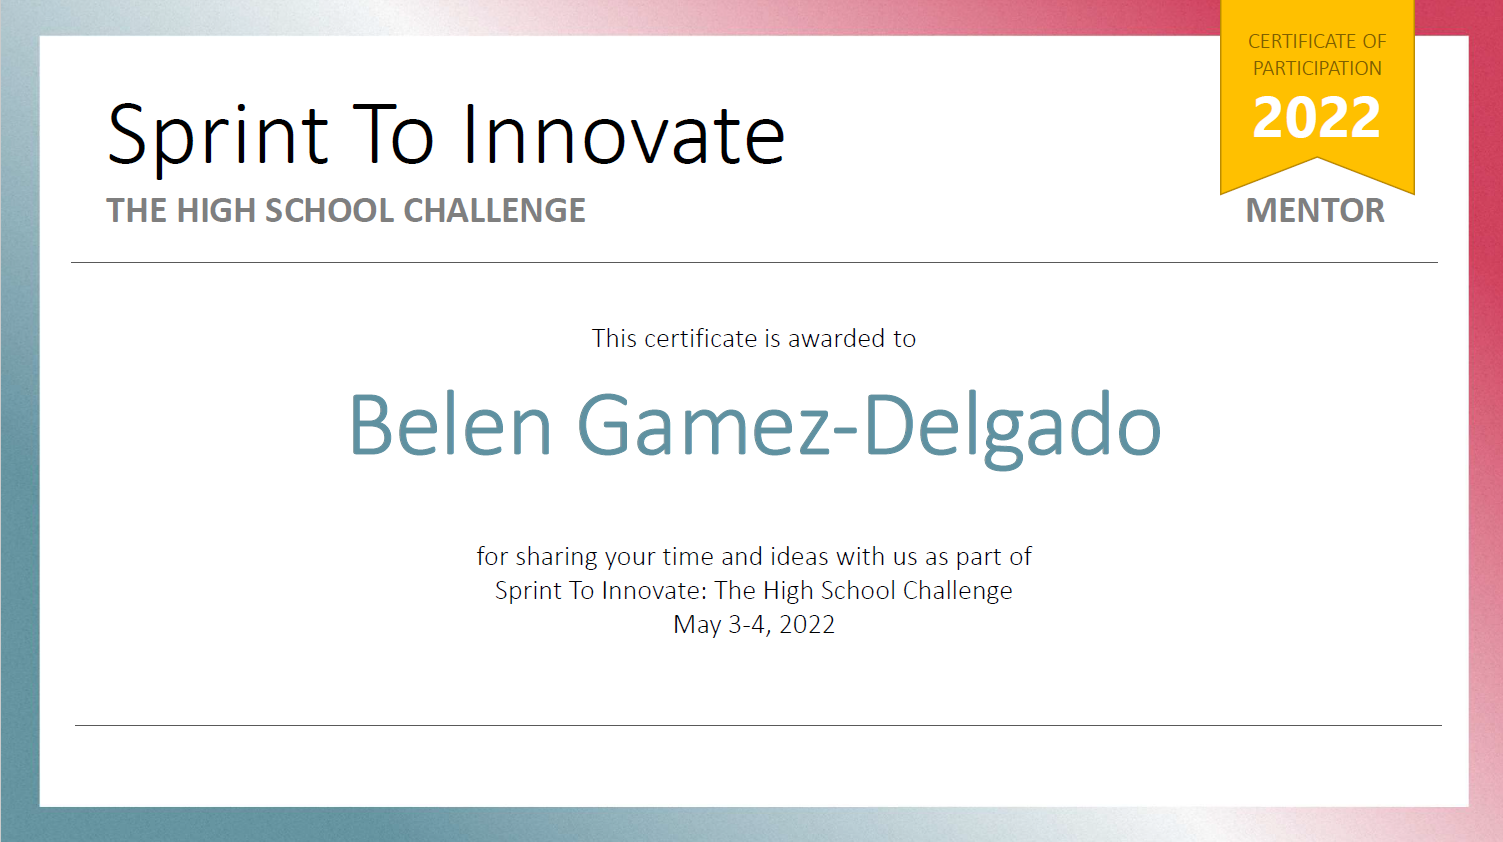 CERTIFICATE OF
PARTICIPATION
2022
Sprint To Innovate
THE HIGH SCHOOL CHALLENGE
MENTOR
This certificate is awarded to
Belen Gamez-Delgado
for sharing your time and ideas with us as part of
Sprint To Innovate: The High School Challenge
May 3-4, 2022